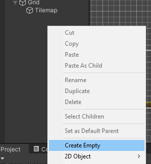 Grid
Tilemap
Cut
Copy
Paste
Paste As Child
Rename
Duplicate
Delete
Select Children
Set as Default Parent
Create Empty
2D Object
Project